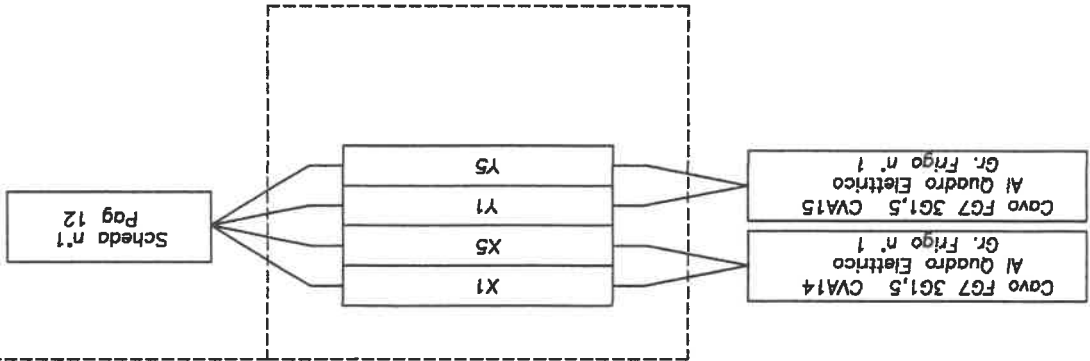 Cavo FG7 3G1,5 CVA14
Al Quadro Elettrico
Gr. Frigo n° 1
Cavo FG7 3G1,5 CVA15
Al Quadro Elettrico
Gr. Frigo n° 1
X1
X5
Y1
Y5
Scheda n°1
Pag 12